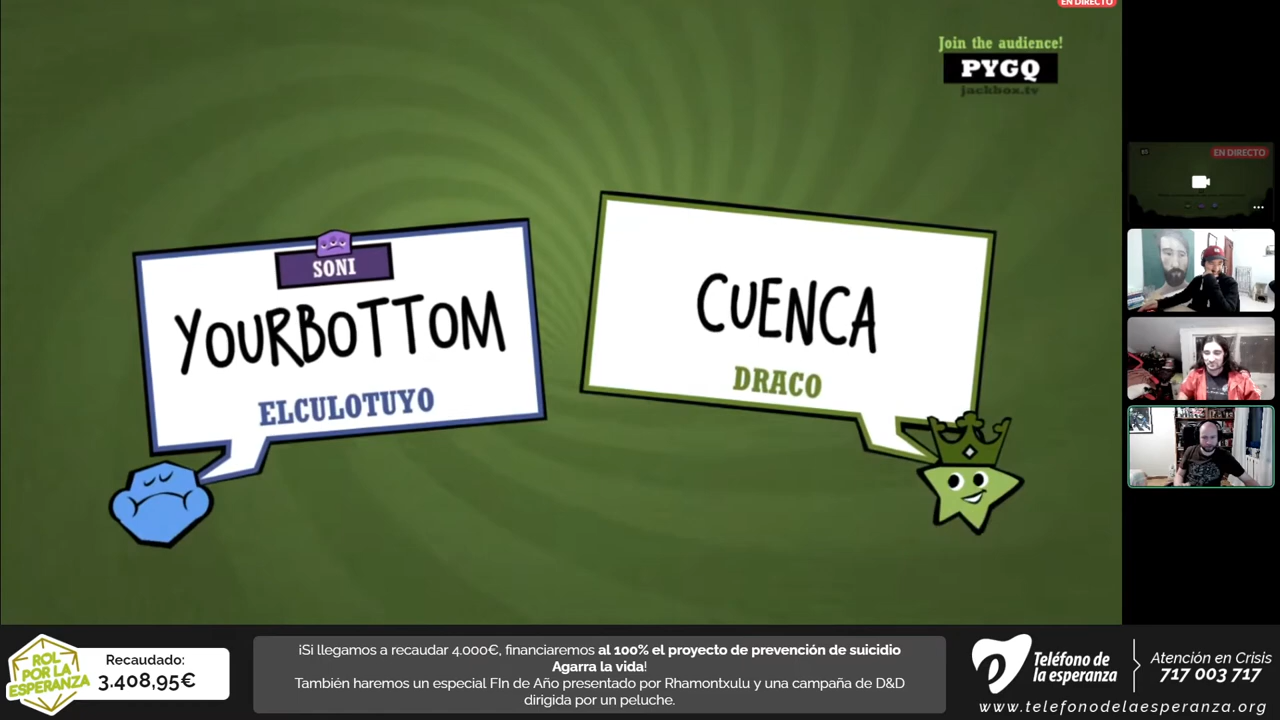 EN DIRECTO
Join the audience!
PYGQ
jackbox.tv
EN DIRECTO
SONI
YOURBOTTOM
ELCULOTUYO
CUENCA
DRACO
ROL
POR LA
ESPERANZA
Recaudado:
3.408,95€
¡Si llegamos a recaudar 4.000€, financiaremos al 100% el proyecto de prevención de suicidio
Agarra la vida!
También haremos un especial FIn de Año presentado por Rhamontxulu y una campaña de D&D
dirigida por un peluche.
Teléfono de
la esperanza
Atención en Crisis
717 003 717
www.telefonodelaesperanza.org